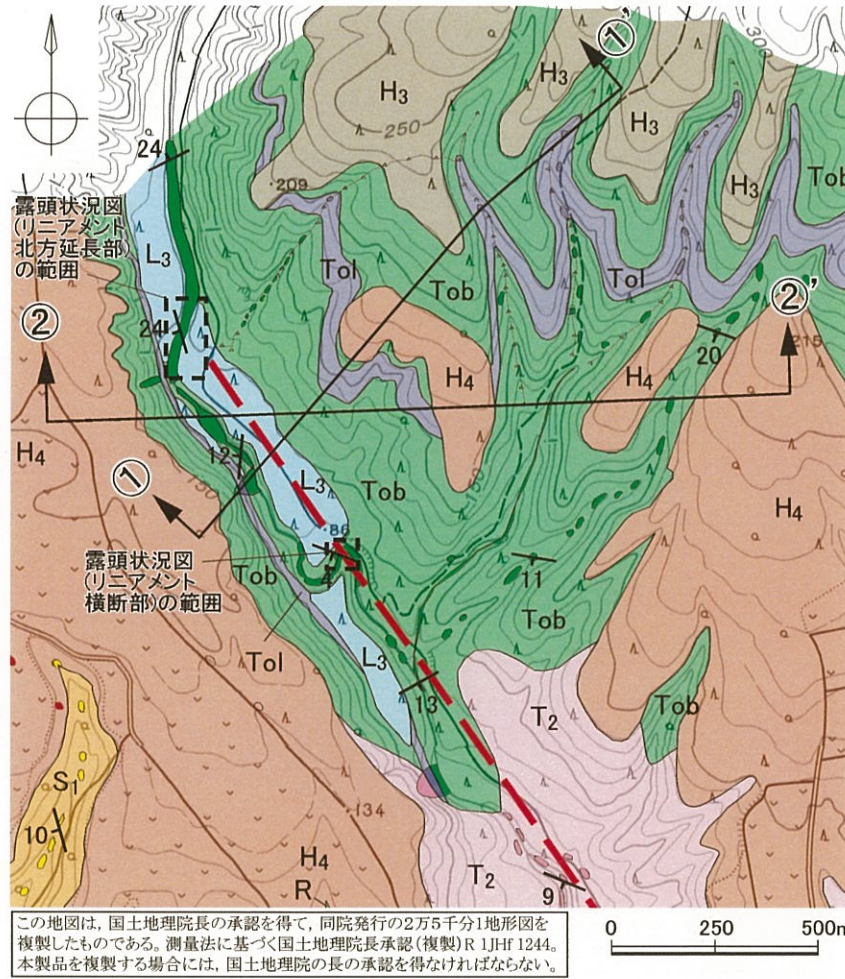 ①'
H₃
H₃
H₃
H₃
300
250
24
209
露頭状況図
(リニアメント
北方延長部)
の範囲
L₃
Tol
Tob
Tol
Tob
②
②'
24
20
215
H₄
H₄
H₄
H₄
12
①
150
150
L₃
Tob
86
露頭状況図
(リニアメント
横断部)の範囲
4
11
Tob
Tob
Tol
L₃
13
T₂
Tob
S₁
10
134
H₄
R
T₂
9
この地図は, 国土地理院長の承認を得て, 同院発行の2万5千分1地形図を
複製したものである。測量法に基づく国土地理院長承認(複製)R 1JHf 1244。
本製品を複製する場合には, 国土地理院の長の承認を得なければならない。
0 250 500m